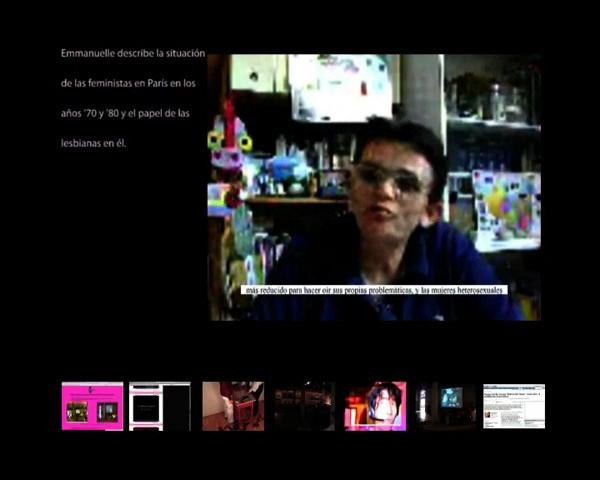 Emmanuelle describe la situación
de las feministas en París en los
años '70 y '80 y el papel de las
lesbianas en él.
más reducido para hacer oir sus propias problemáticas, y las mujeres heterosexuales